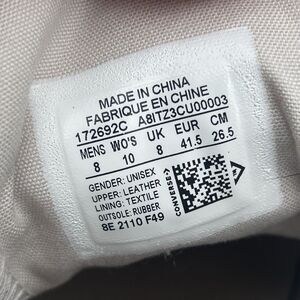 MADE IN CHINA
FABRIQUE EN CHINE
172692C A8ITZ3CU00003
MENS WO'S UK EUR CM
8 10 8 41.5 26.5
GENDER: UNISEX
UPPER: LEATHER
LINING: TEXTILE
OUTSOLE: RUBBER
8E 2110 F49
CONVERSE